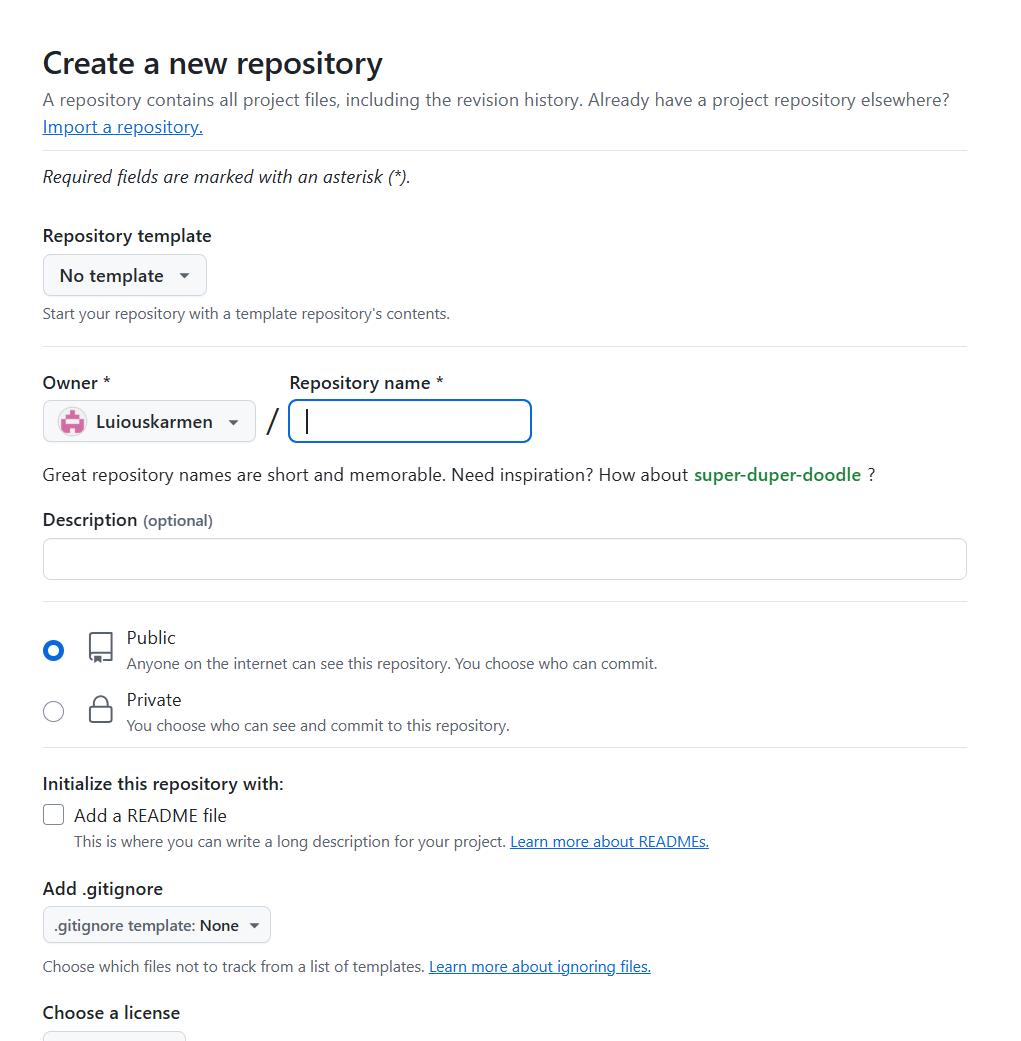 Create a new repository
A repository contains all project files, including the revision history. Already have a project repository elsewhere?
Import a repository.
Required fields are marked with an asterisk (*).
Repository template
No template
Start your repository with a template repository's contents.
Owner * Repository name *
Luiouskarmen /
Great repository names are short and memorable. Need inspiration? How about super-duper-doodle ?
Description (optional)
Public
Anyone on the internet can see this repository. You choose who can commit.
Private
You choose who can see and commit to this repository.
Initialize this repository with:
Add a README file
This is where you can write a long description for your project. Learn more about READMEs.
Add .gitignore
.gitignore template: None
Choose which files not to track from a list of templates. Learn more about ignoring files.
Choose a license